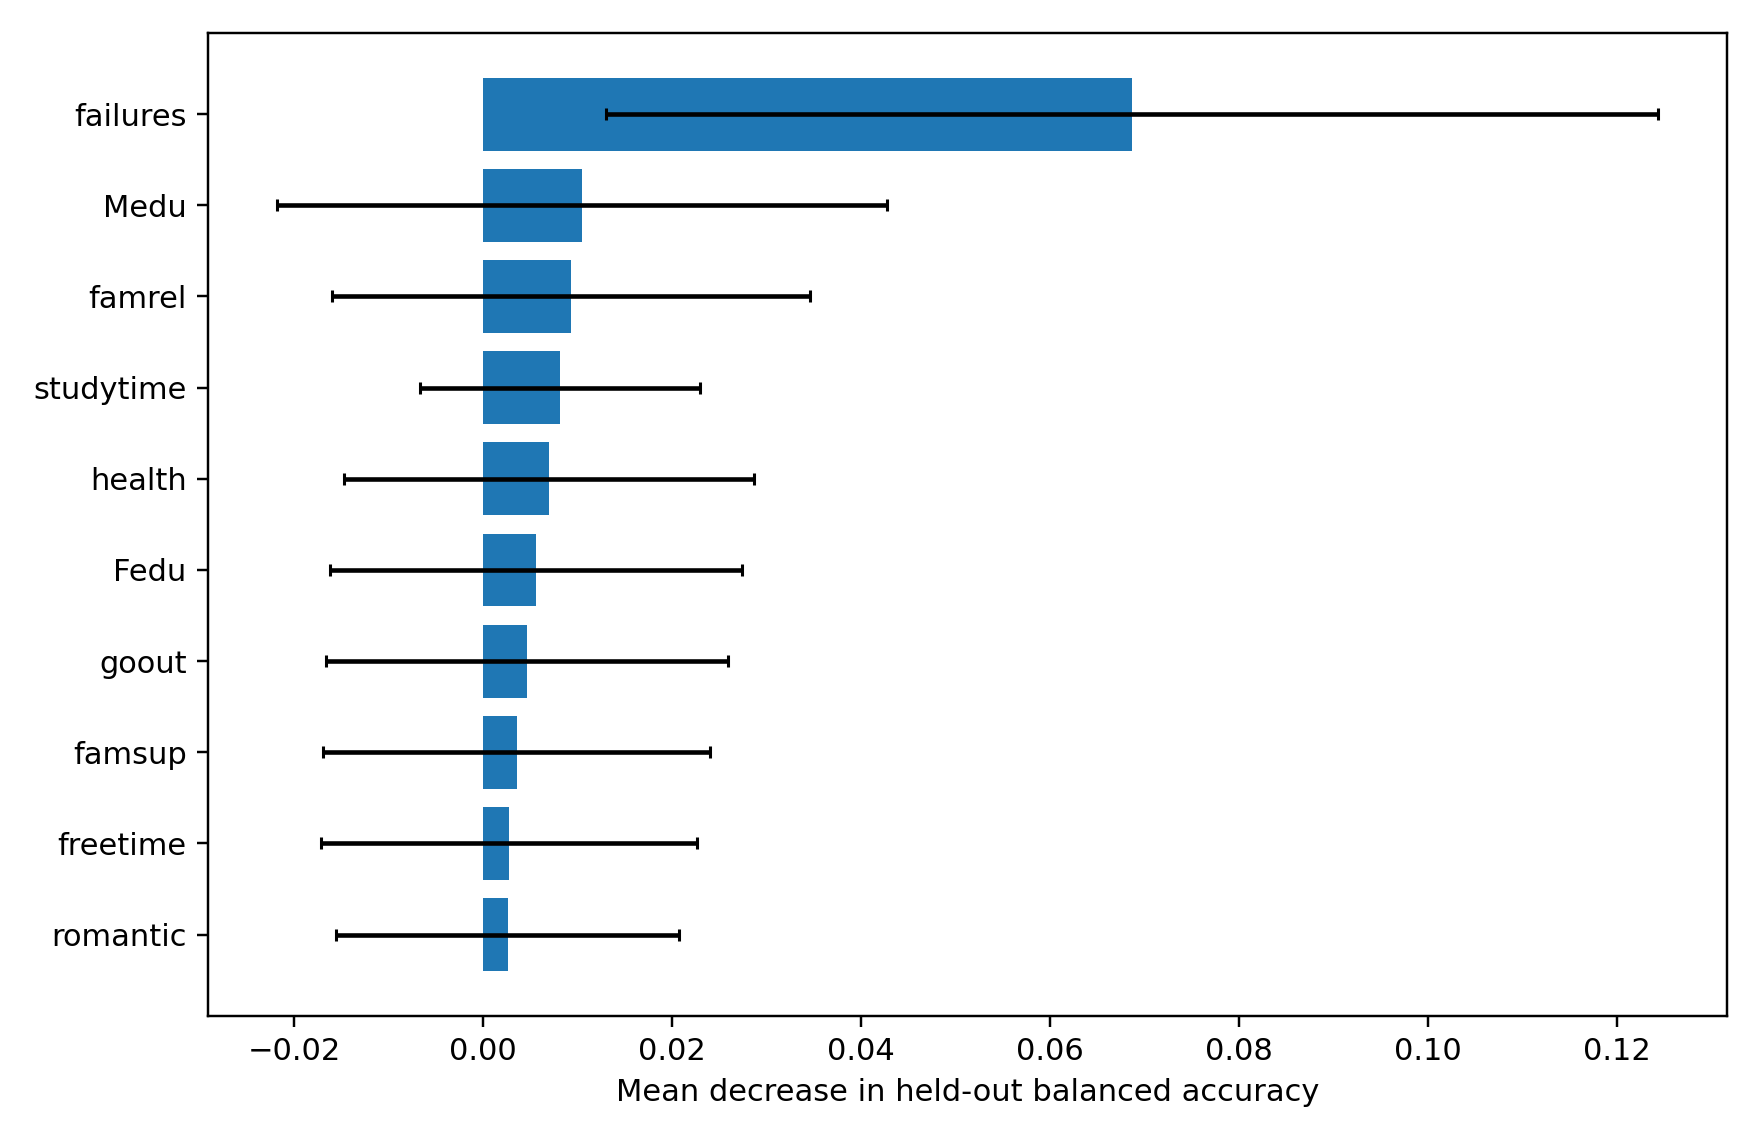 failures
Medu
famrel
studytime
health
Fedu
goout
famsup
freetime
romantic
−0.02 0.00 0.02 0.04 0.06 0.08 0.10 0.12
Mean decrease in held-out balanced accuracy